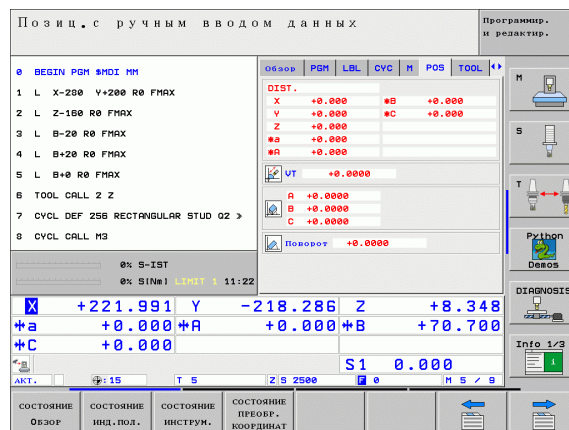 Позиц.с ручным вводом данных
Программир.
и редактир.
0 BEGIN PGM $MDI MM
1 L X-230 Y+200 R0 FMAX
2 L Z-160 R0 FMAX
3 L B-20 R0 FMAX
4 L B+20 R0 FMAX
5 L B+0 R0 FMAX
6 TOOL CALL 2 Z
7 CYCL DEF 256 RECTANGULAR STUD Q2 »
8 CYCL CALL M3
Обзор PGM LBL CYC M POS TOOL
DIST.
X +0.000 *B +0.000
Y +0.000 *C +0.000
Z +0.000
*a +0.000
*A +0.000
VT +0.0000
A +0.0000
B +0.0000
C +0.0000
Поворот +0.0000
0% S-IST
0% S[Nm] LIMIT 1 11:22
X +221.991 Y -218.286 Z +8.348
*a +0.000 *A +0.000 *B +70.700
*C +0.000
S1 0.000
АКТ. : 15 T 5 Z S 2500 F 0 M 5 / 9
СОСТОЯНИЕ
ОБЗОР
СОСТОЯНИЕ
ИНД.ПОЛ.
СОСТОЯНИЕ
ИНСТРУМ.
СОСТОЯНИЕ
ПРЕОБР.
КООРДИНАТ
M
S
T
Python
Demos
DIAGNOSIS
Info 1/3
1